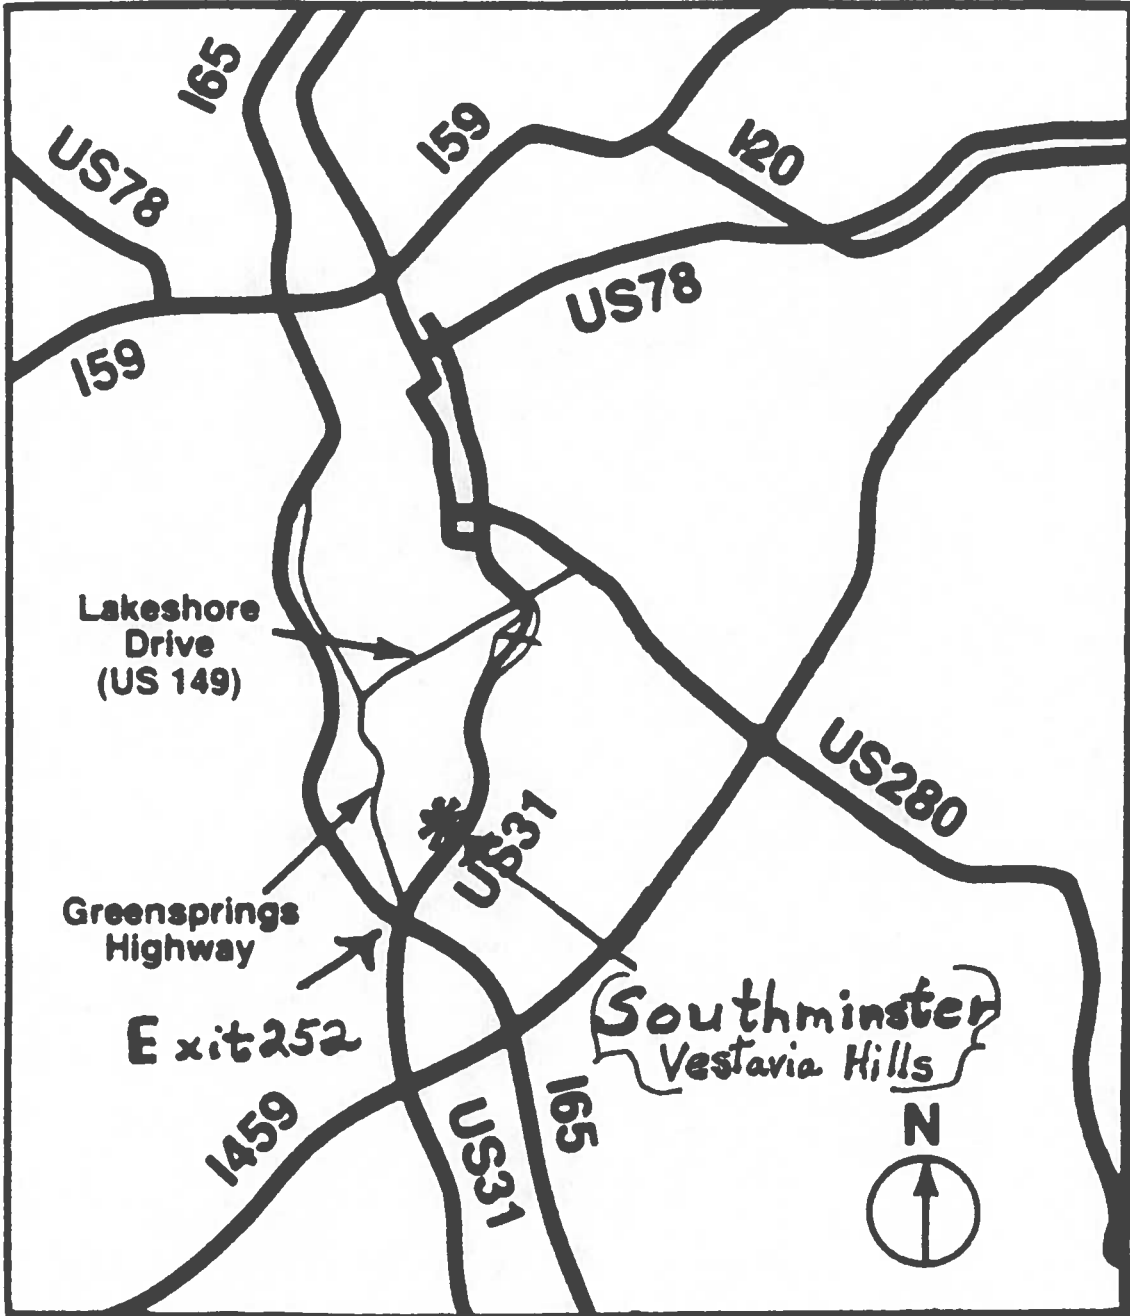 I65
I59
I20
US78
US78
I59
Lakeshore
Drive
(US 149)
US280
US31
Greensprings
Highway
Exit 252
Southminster
Vestavia Hills
I65
N
I459
US31